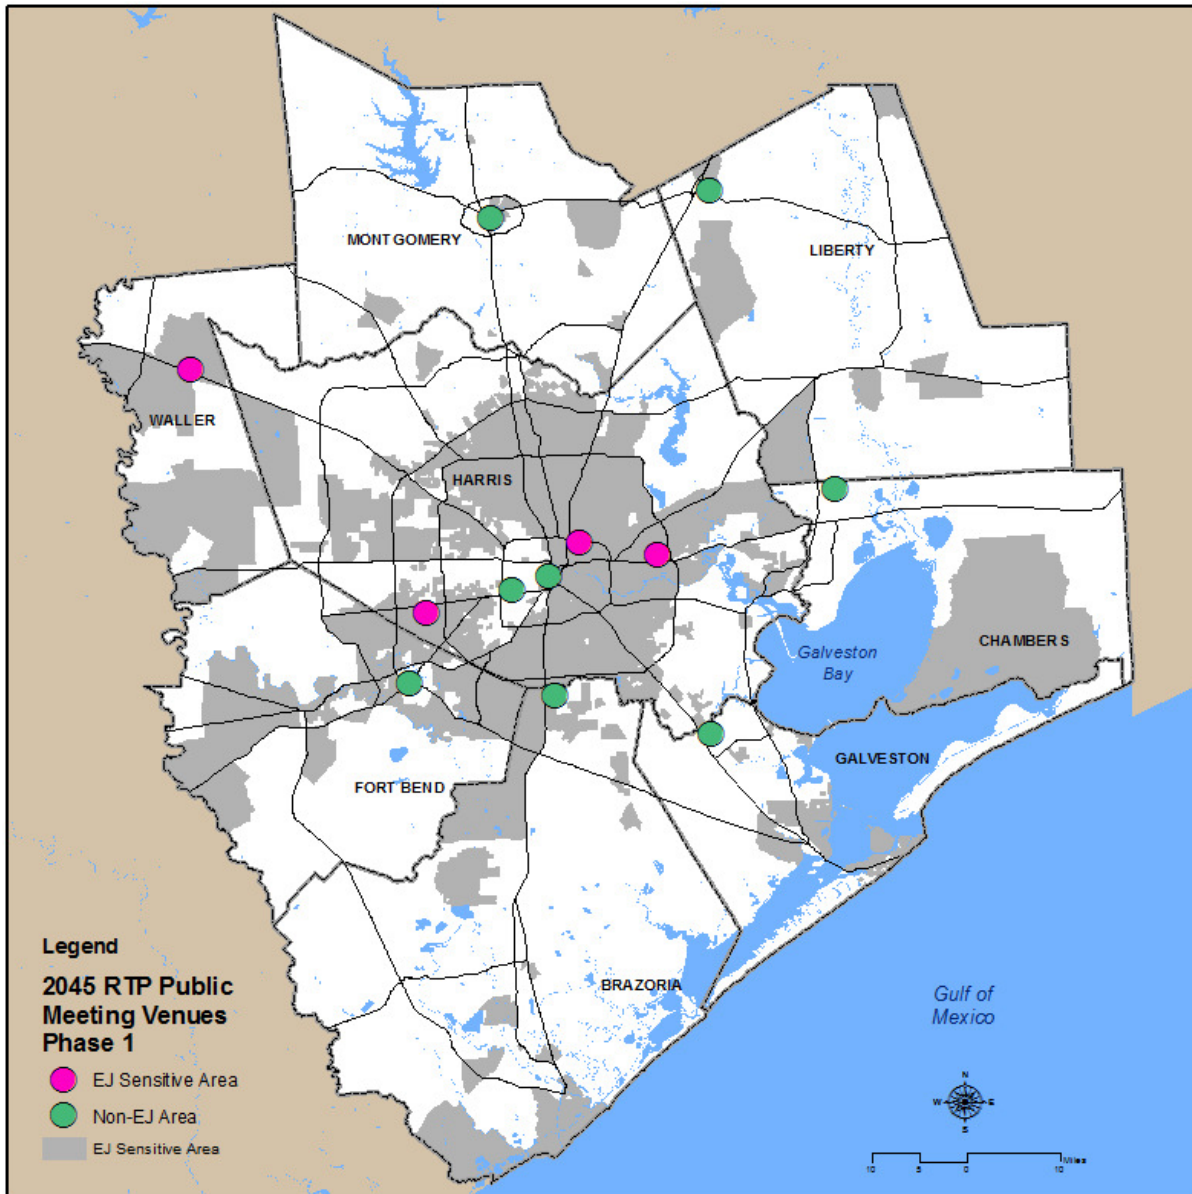 MONTGOMERY
LIBERTY
WALLER
HARRIS
CHAMBERS
Galveston
Bay
GALVESTON
FORT BEND
BRAZORIA
Gulf of
Mexico
Legend
2045 RTP Public
Meeting Venues
Phase 1
EJ Sensitive Area
Non-EJ Area
EJ Sensitive Area
N
W
E
S
10
5
0
10
Miles